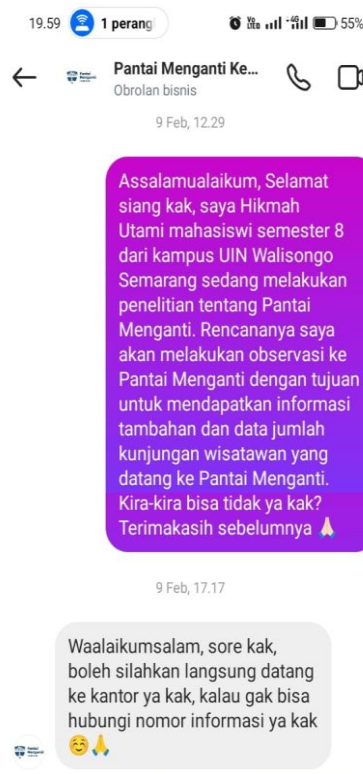 19.59 1 perang 55%
Pantai Menganti Ke...
Obrolan bisnis
9 Feb, 12.29
Assalamualaikum, Selamat
siang kak, saya Hikmah
Utami mahasiswi semester 8
dari kampus UIN Walisongo
Semarang sedang melakukan
penelitian tentang Pantai
Menganti. Rencananya saya
akan melakukan observasi ke
Pantai Menganti dengan tujuan
untuk mendapatkan informasi
tambahan dan data jumlah
kunjungan wisatawan yang
datang ke Pantai Menganti.
Kira-kira bisa tidak ya kak?
Terimakasih sebelumnya 🙏🏻
9 Feb, 17.17
Waalaikumsalam, sore kak,
boleh silahkan langsung datang
ke kantor ya kak, kalau gak bisa
hubungi nomor informasi ya kak
☺️🙏